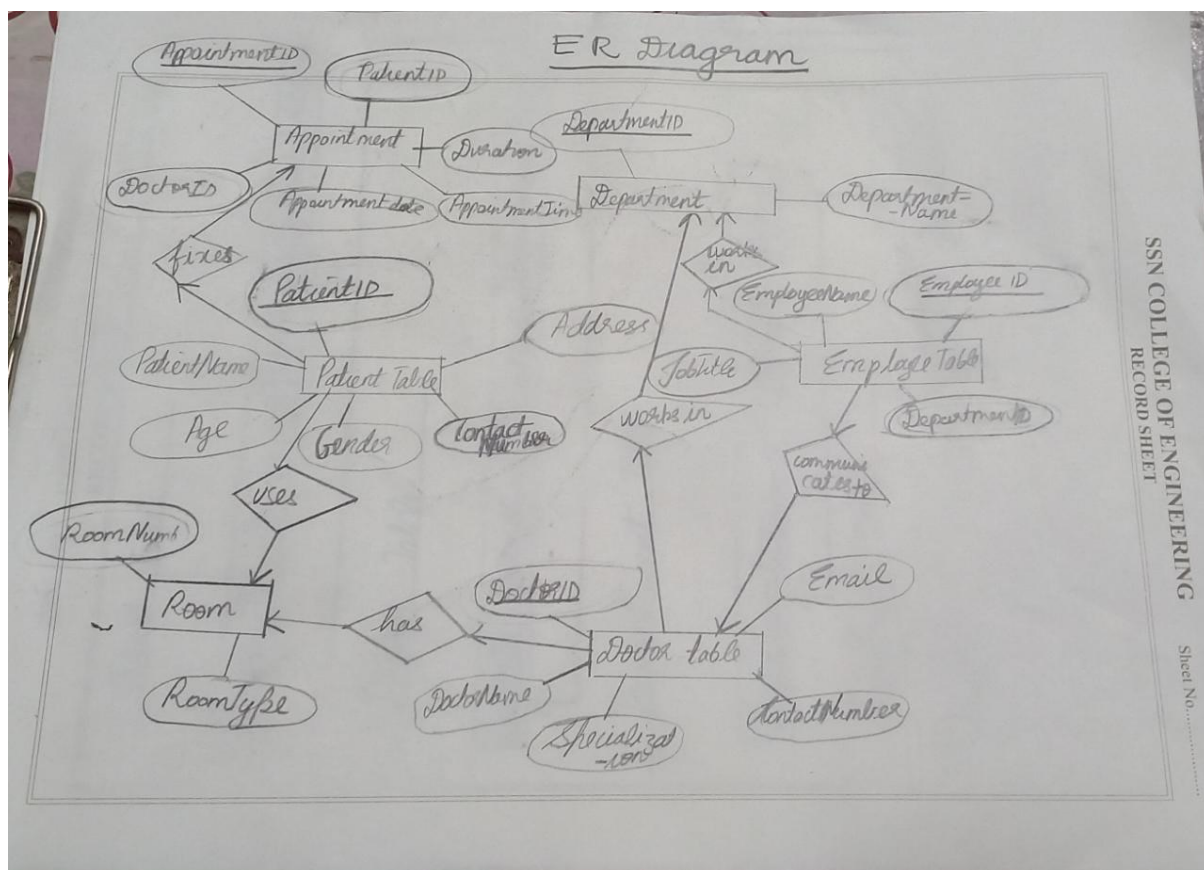 ER Diagram
AppointmentID
PatientID
Appointment
Duration
DoctorID
Appointment date
AppointmentTime
DepartmentID
Department
Department-
-Name
fixes
works
in
PatientID
EmployeeName
Employee ID
Address
PatientName
Patient Table
JobTitle
Employee Table
Age
Gender
Contact
Number
works in
DepartmentID
uses
communi
cates to
RoomNumb
Room
has
DoctorID
Email
Doctor table
RoomType
DoctorName
Specializat
-ion
ContactNumber
SSN COLLEGE OF ENGINEERING
RECORD SHEET
Sheet No.................